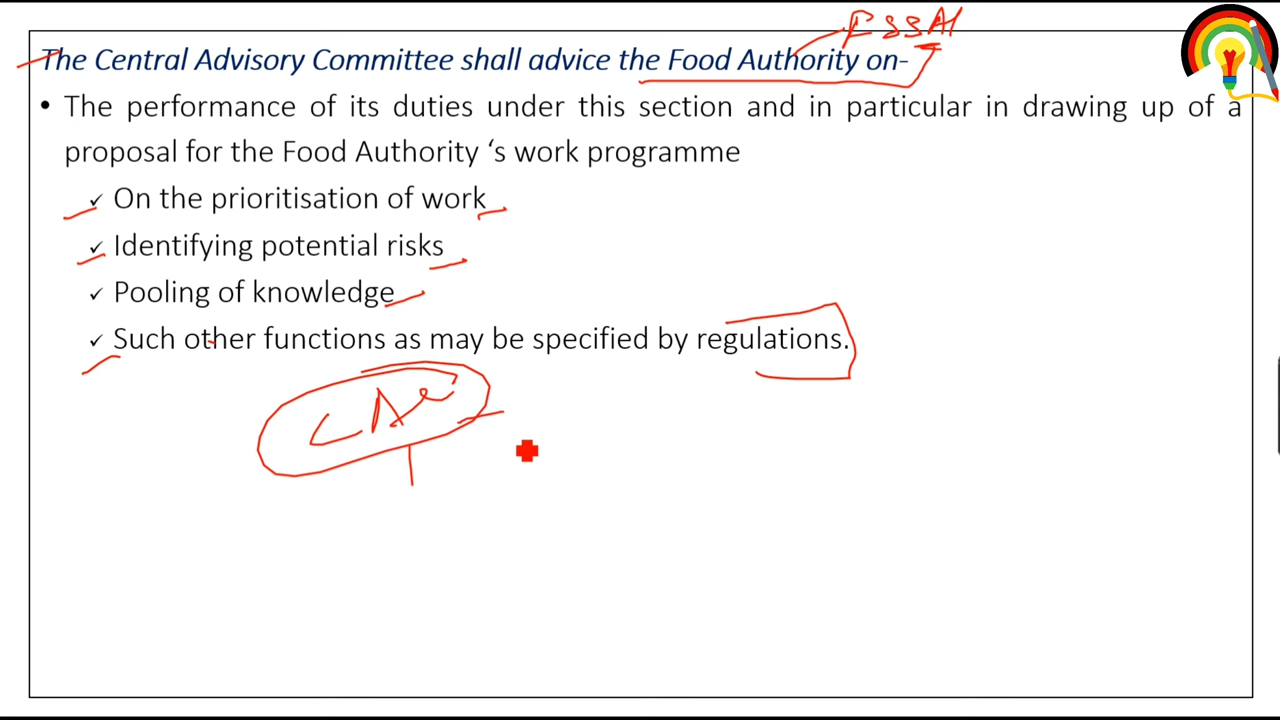 FSSAI
The Central Advisory Committee shall advice the Food Authority on-
• The performance of its duties under this section and in particular in drawing up of a
proposal for the Food Authority ‘s work programme
✓ On the prioritisation of work
✓ Identifying potential risks
✓ Pooling of knowledge
✓ Such other functions as may be specified by regulations.
CAC